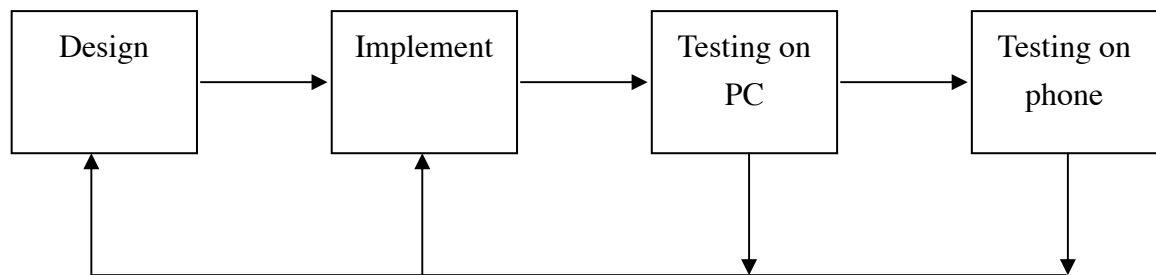 Design
Implement
Testing on
PC
Testing on
phone